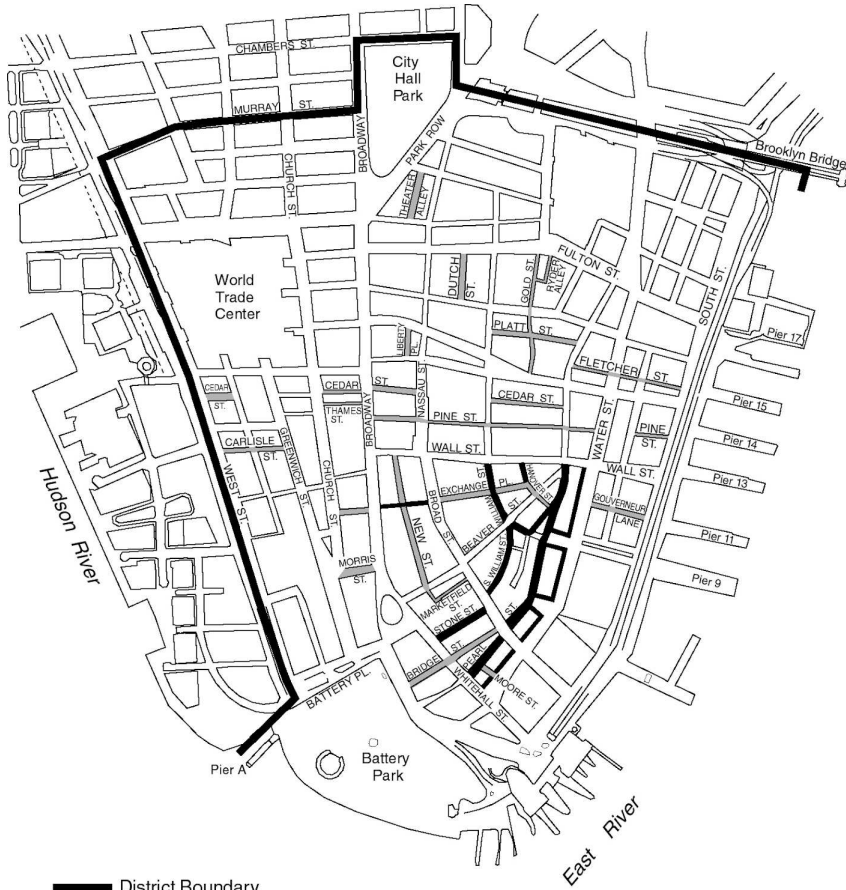 CHAMBERS ST.
City
Hall
Park
MURRAY ST.
BROADWAY
PARK ROW
Brooklyn Bridge
CHURCH ST.
THEATER
ALLEY
FULTON ST.
SOUTH ST.
World
Trade
Center
DUTCH
ST.
GOLD ST.
RYDER
ALLEY
PLATT ST.
Pier 17
LIBERTY
PL.
NASSAU ST.
FLETCHER ST.
CEDAR
ST.
CEDAR ST.
THAMES
ST.
BROADWAY
CEDAR ST.
Pier 15
PINE ST.
WATER ST.
PINE
ST.
Pier 14
CARLISLE
ST.
GREENWICH ST.
WALL ST.
WALL ST.
Hudson River
WEST ST.
CHURCH ST.
BROAD ST.
EXCHANGE PL.
HANOVER ST.
Pier 13
GOUVERNEUR
LANE
NEW ST.
BEAVER ST.
Pier 11
MORRIS
ST.
S. WILLIAM ST.
MARKETFIELD
ST.
STONE ST.
Pier 9
BRIDGE ST.
PEARL ST.
MOORE ST.
WHITEHALL ST.
BATTERY PL.
Battery
Park
Pier A
East River
District Boundary